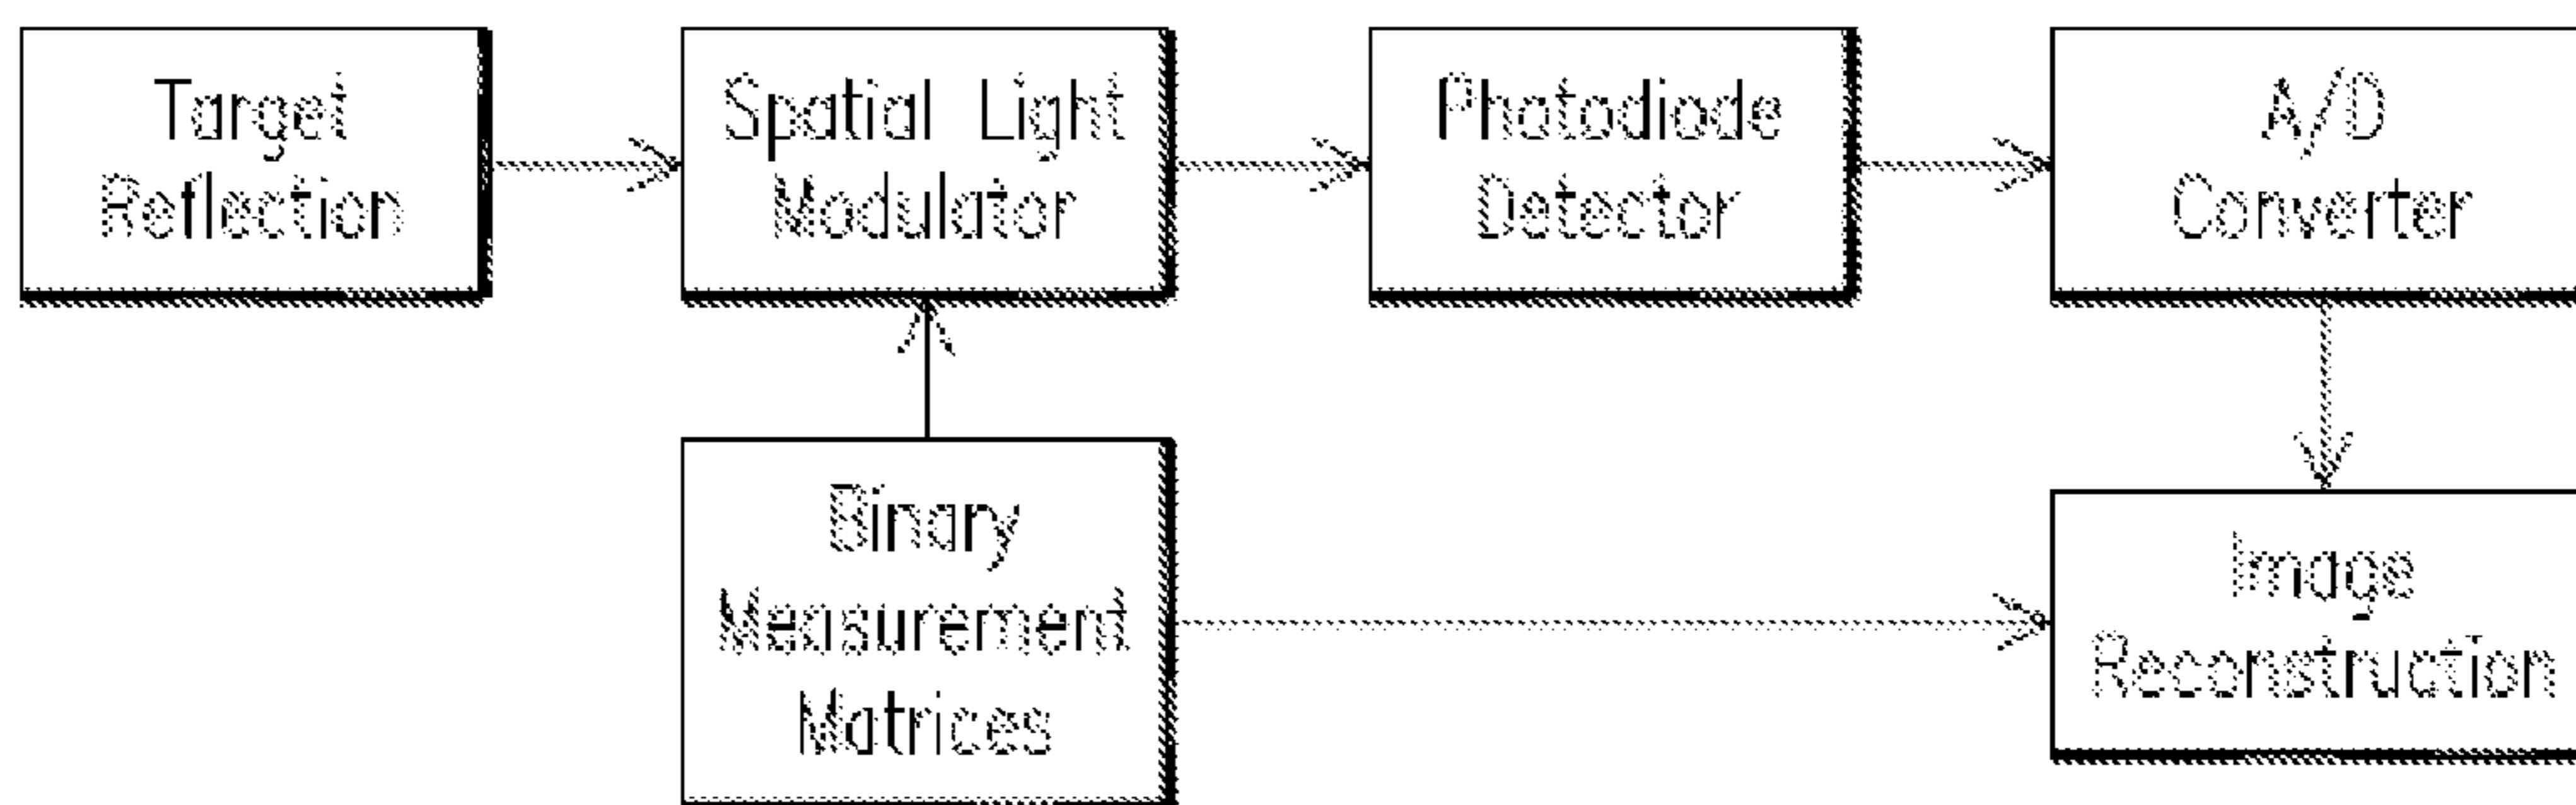 Target
Reflection
Spatial Light
Modulator
Photodiode
Detector
A/D
Converter
Binary
Measurement
Matrices
Image
Reconstruction